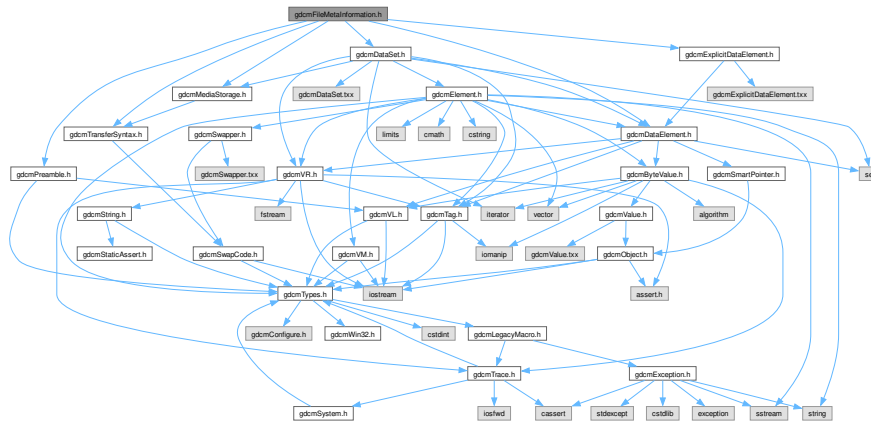 gdcmFileMetaInformation.h
gdcmDataSet.h
gdcmExplicitDataElement.h
gdcmMediaStorage.h
gdcmDataSet.txx
gdcmElement.h
gdcmExplicitDataElement.txx
gdcmTransferSyntax.h
gdcmSwapper.h
limits
cmath
cstring
gdcmDataElement.h
gdcmPreamble.h
gdcmSwapper.txx
gdcmVR.h
gdcmByteValue.h
gdcmSmartPointer.h
gdcmString.h
fstream
gdcmVL.h
gdcmTag.h
iterator
vector
gdcmValue.h
algorithm
gdcmStaticAssert.h
gdcmSwapCode.h
gdcmVM.h
iomanip
gdcmValue.txx
gdcmObject.h
gdcmTypes.h
iostream
assert.h
gdcmConfigure.h
gdcmWin32.h
cstdint
gdcmLegacyMacro.h
gdcmTrace.h
gdcmException.h
gdcmSystem.h
iosfwd
cassert
stdexcept
cstdlib
exception
sstream
string